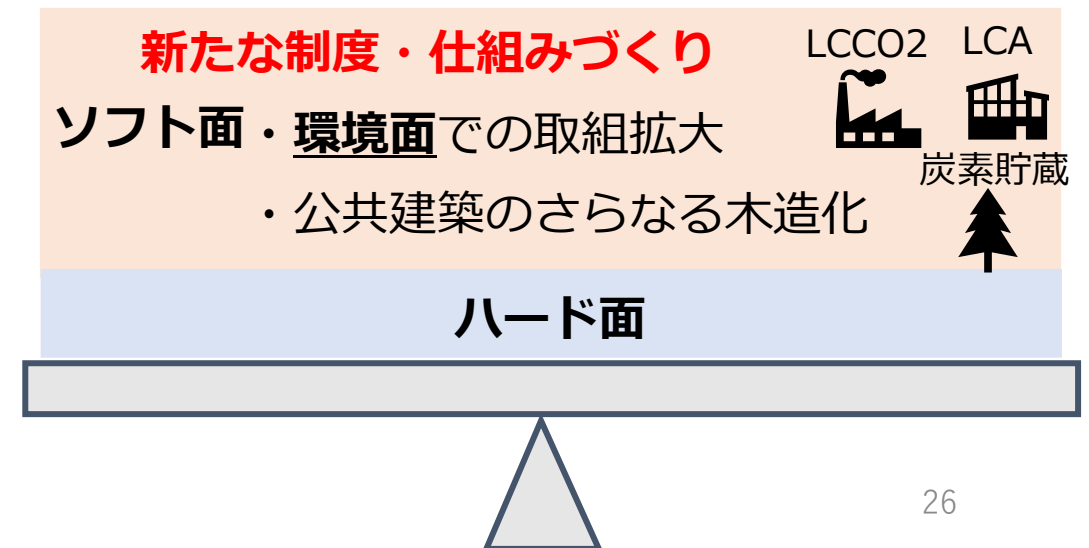 新たな制度・仕組みづくり
LCCO2 LCA
ソフト面・環境面での取組拡大
炭素貯蔵
・公共建築のさらなる木造化
ハード面
26